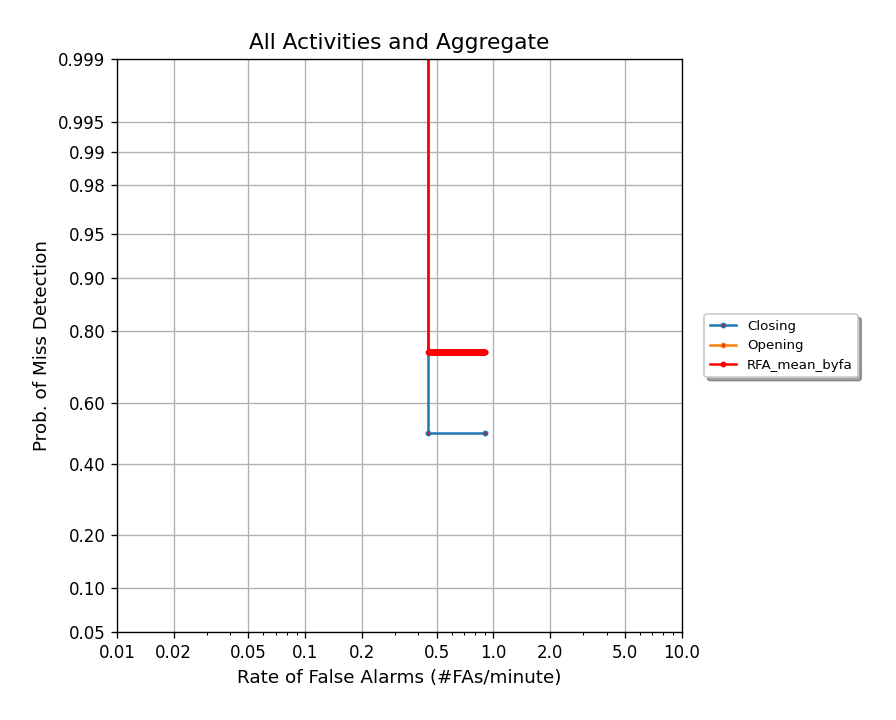 All Activities and Aggregate
0.999
0.995
0.99
0.98
0.95
0.90
0.80
0.60
0.40
0.20
0.10
0.05
Prob. of Miss Detection
0.01 0.02 0.05 0.1 0.2 0.5 1.0 2.0 5.0 10.0
Rate of False Alarms (#FAs/minute)
Closing
Opening
RFA_mean_byfa